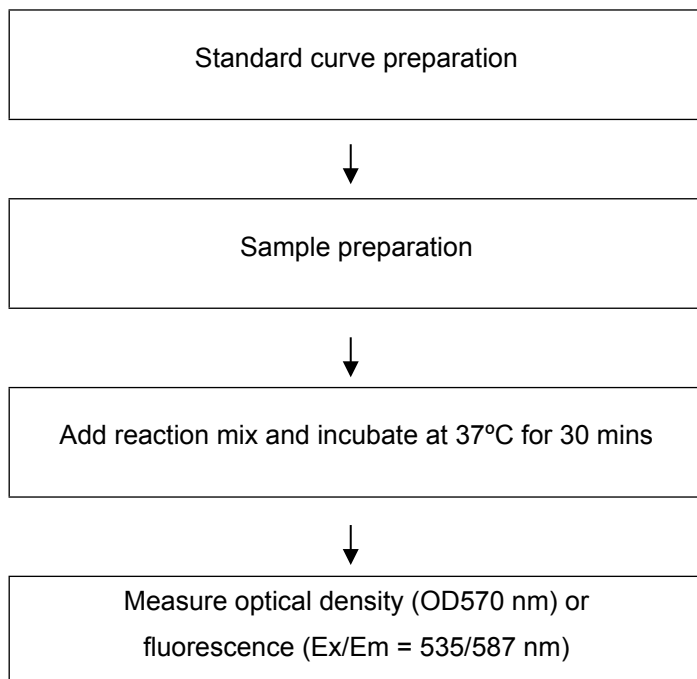 Standard curve preparation
Sample preparation
Add reaction mix and incubate at 37ºC for 30 mins
Measure optical density (OD570 nm) or
fluorescence (Ex/Em = 535/587 nm)